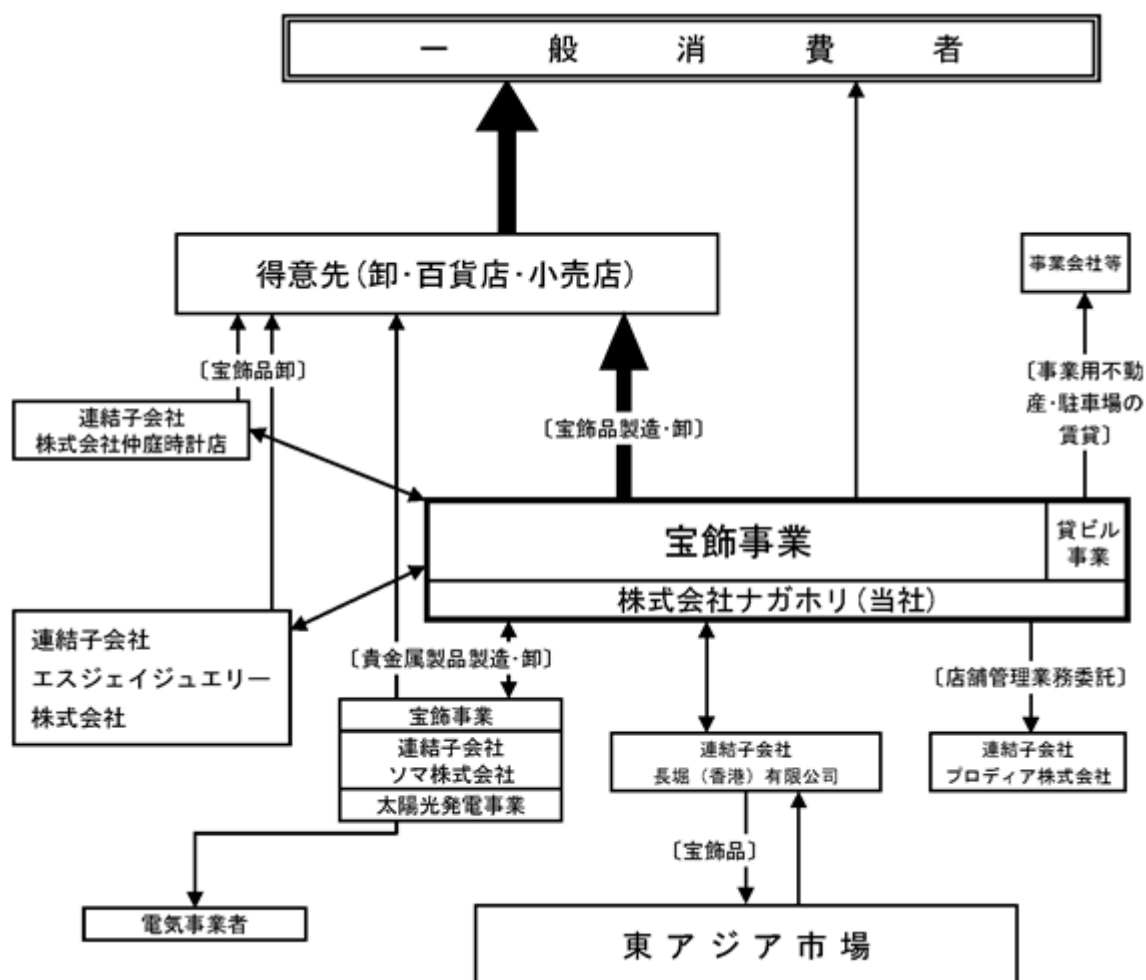 一般消費者
得意先(卸・百貨店・小売店)
事業会社等
〔宝飾品卸〕
〔事業用不動
産・駐車場の
賃貸〕
連結子会社
株式会社仲庭時計店
〔宝飾品製造・卸〕
宝飾事業
貸ビル
事業
株式会社ナガホリ(当社)
連結子会社
エスジェイジュエリー
株式会社
〔貴金属製品製造・卸〕
〔店舗管理業務委託〕
宝飾事業
連結子会社
ソマ株式会社
太陽光発電事業
連結子会社
長堀(香港)有限公司
連結子会社
プロディア株式会社
〔宝飾品〕
電気事業者
東アジア市場